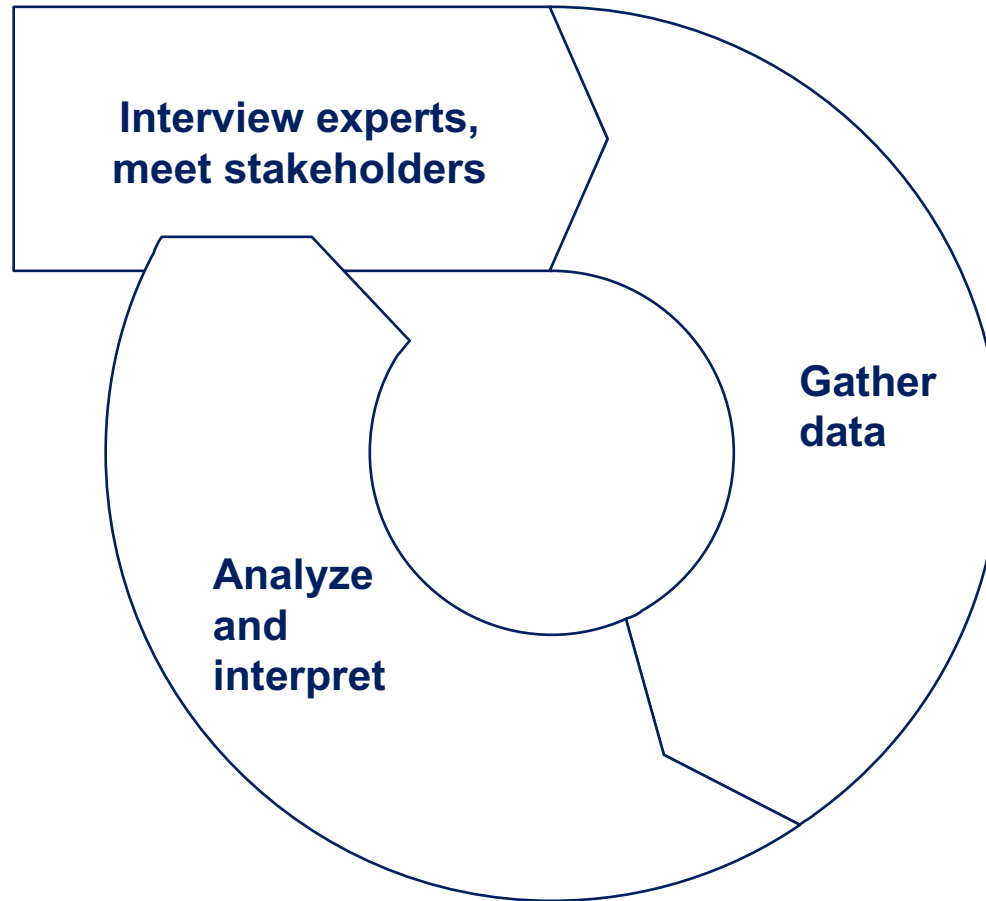 Interview experts,
meet stakeholders
Gather
data
Analyze
and
interpret